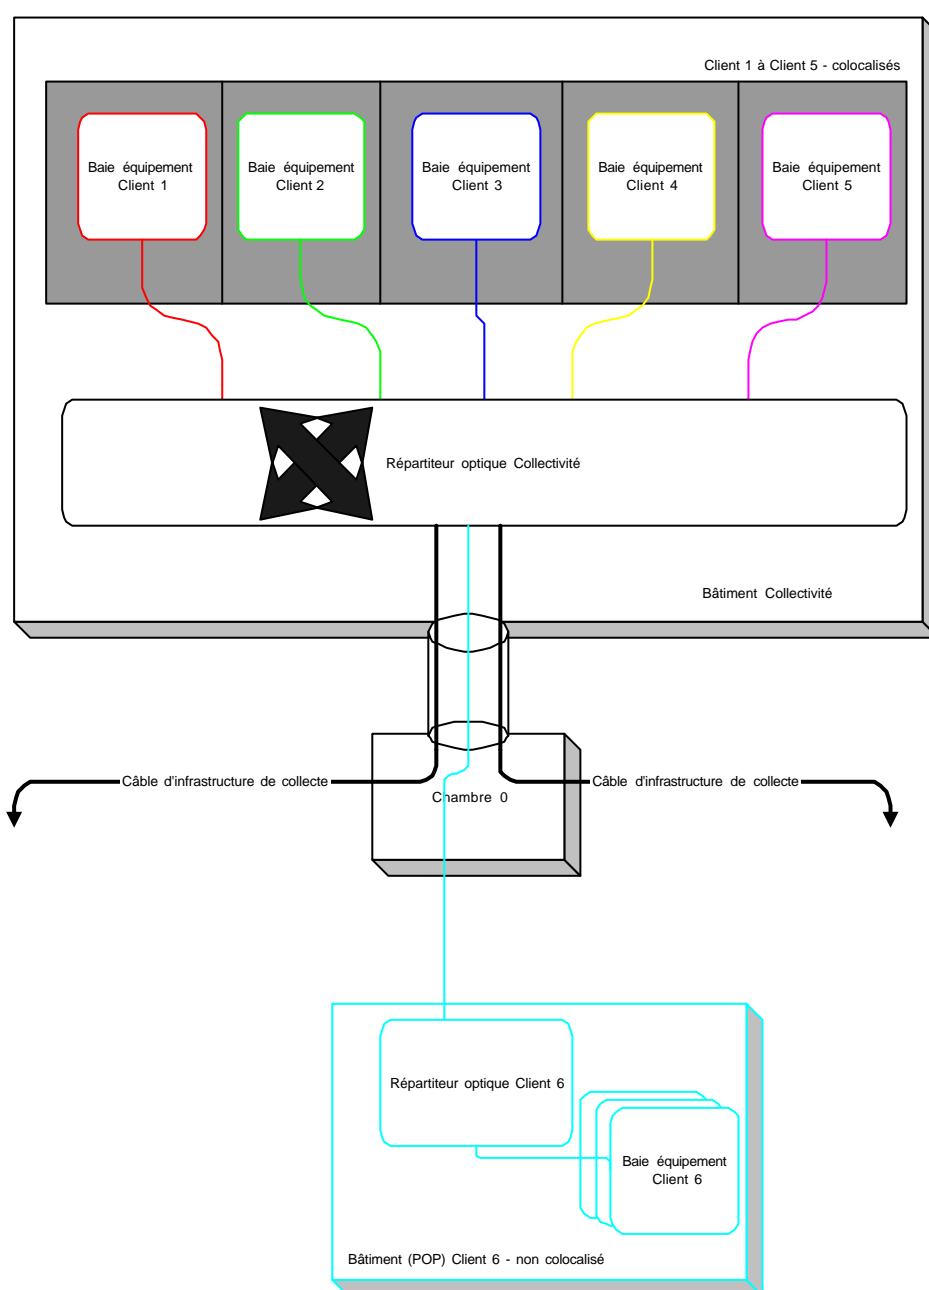 Client 1 à Client 5 - colocalisés
Baie équipement
Client 1
Baie équipement
Client 2
Baie équipement
Client 3
Baie équipement
Client 4
Baie équipement
Client 5
Répartiteur optique Collectivité
Bâtiment Collectivité
Câble d'infrastructure de collecte
Câble d'infrastructure de collecte
Chambre 0
Répartiteur optique Client 6
Baie équipement
Client 6
Bâtiment (POP) Client 6 - non colocalisé